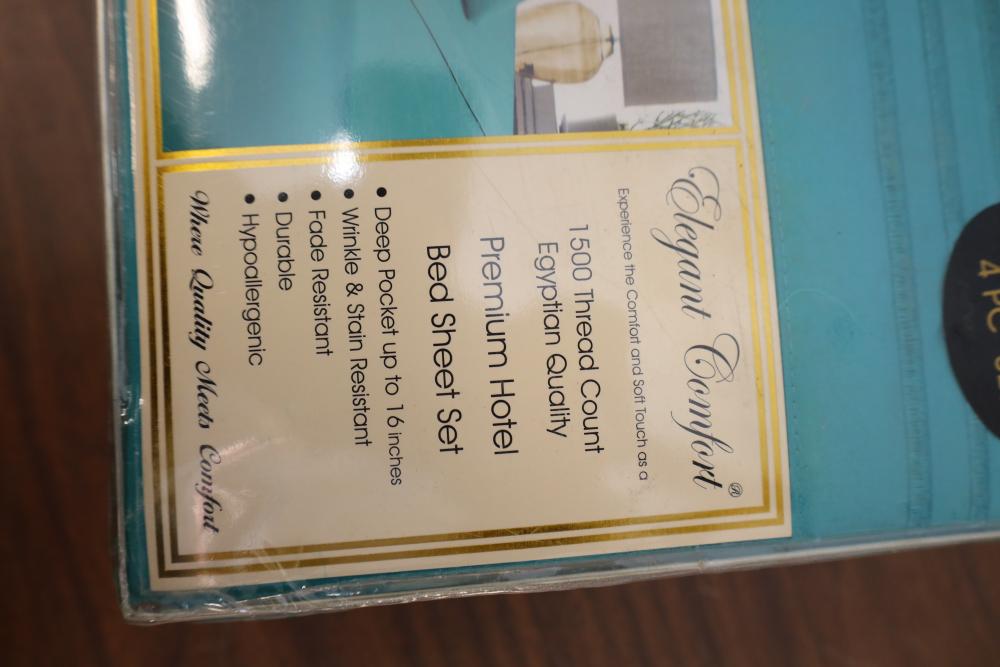 Elegant Comfort®
Experience the Comfort and Soft Touch as a
1500 Thread Count
Egyptian Quality
Premium Hotel
Bed Sheet Set
• Deep Pocket up to 16 inches
• Wrinkle & Stain Resistant
• Fade Resistant
• Durable
• Hypoallergenic
Where Quality Meets Comfort
4 PC